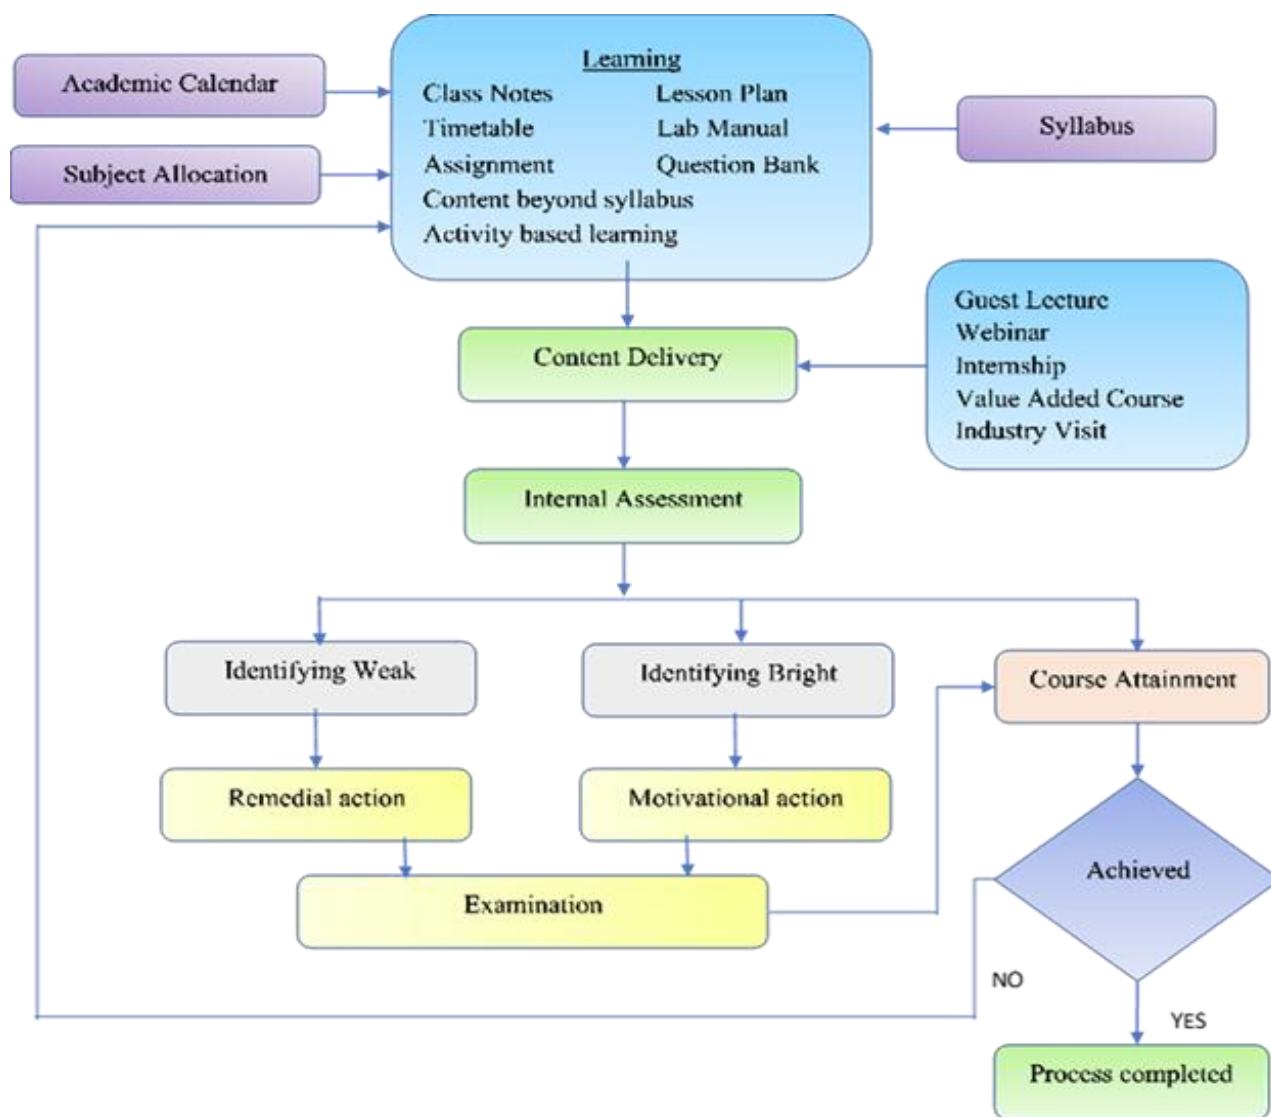 Learning
Academic Calendar
Class Notes Lesson Plan
Timetable Lab Manual
Syllabus
Subject Allocation
Assignment Question Bank
Content beyond syllabus
Activity based learning
Guest Lecture
Webinar
Internship
Value Added Course
Industry Visit
Content Delivery
Internal Assessment
Identifying Weak
Identifying Bright
Course Attainment
Remedial action
Motivational action
Achieved
Examination
NO
YES
Process completed